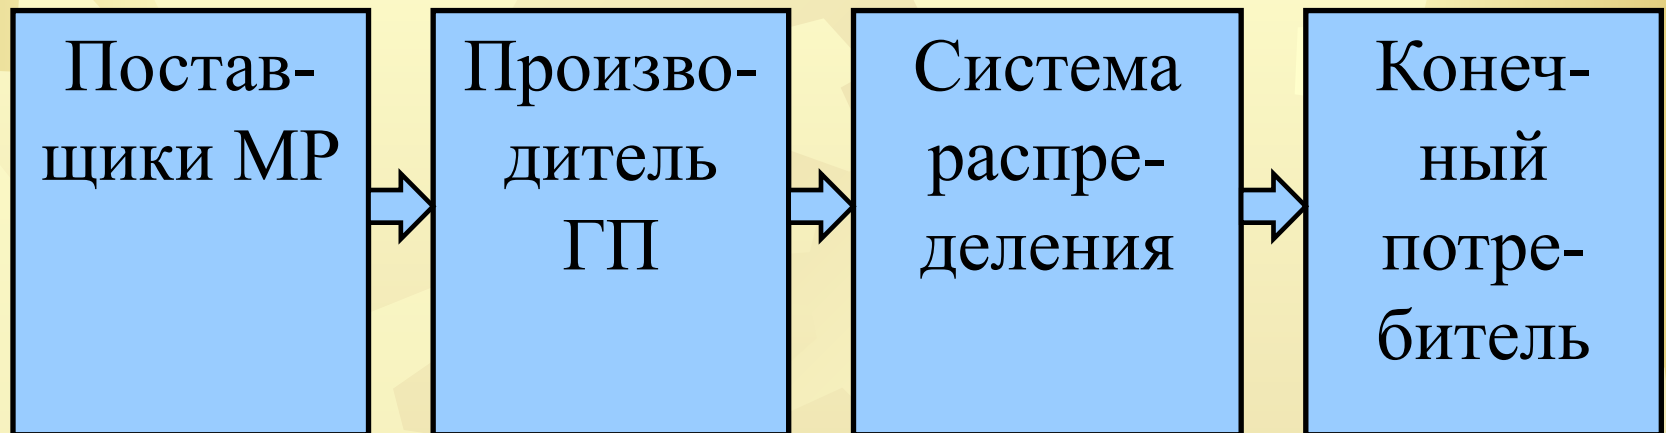 Постав-
щики МР
Произво-
дитель
ГП
Система
распре-
деления
Конеч-
ный
потре-
битель